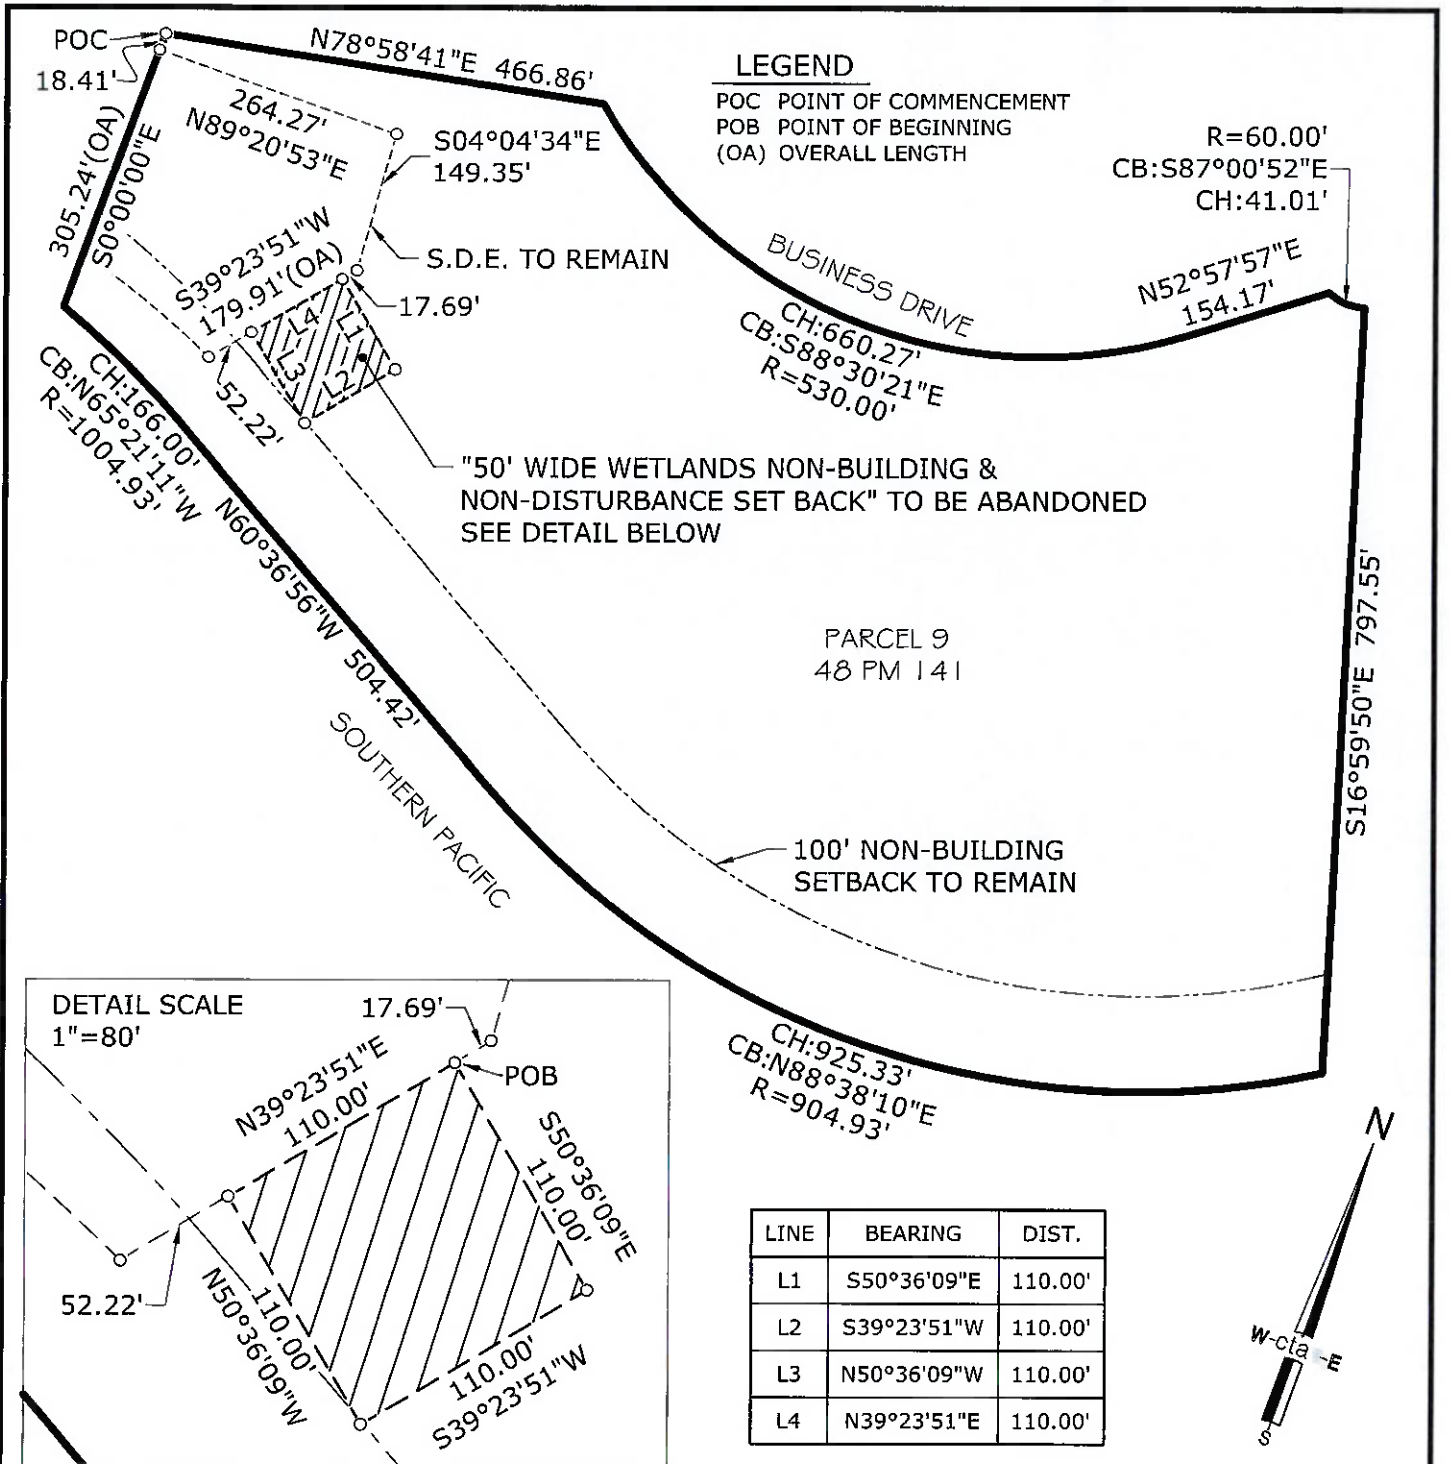 POC
18.41'
N78°58'41"E 466.86'
LEGEND
POC POINT OF COMMENCEMENT
POB POINT OF BEGINNING
(OA) OVERALL LENGTH
R=60.00'
CB:S87°00'52"E
CH:41.01'
264.27'
N89°20'53"E
S04°04'34"E
149.35'
305.24'(OA)
S0°00'00"E
S39°23'51"W
179.91'(OA)
S.D.E. TO REMAIN
17.69'
BUSINESS DRIVE
CH:660.27'
CB:S88°30'21"E
R=530.00'
N52°57'57"E
154.17'
L4
L1
L3
L2
52.22'
CH:166.00'
CB:N65°21'11"W
R=1004.93'
"50' WIDE WETLANDS NON-BUILDING &
NON-DISTURBANCE SET BACK" TO BE ABANDONED
SEE DETAIL BELOW
N60°36'56"W 504.42'
SOUTHERN PACIFIC
PARCEL 9
48 PM 141
S16°59'50"E 797.55'
100' NON-BUILDING
SETBACK TO REMAIN
CH:925.33'
CB:N88°38'10"E
R=904.93'
DETAIL SCALE
1"=80'
17.69'
POB
N39°23'51"E
110.00'
S50°36'09"E
110.00'
52.22'
110.00'
N50°36'09"W
110.00'
S39°23'51"W
LINE BEARING DIST.
L1 S50°36'09"E 110.00'
L2 S39°23'51"W 110.00'
L3 N50°36'09"W 110.00'
L4 N39°23'51"E 110.00'
N
W-cta-E
S